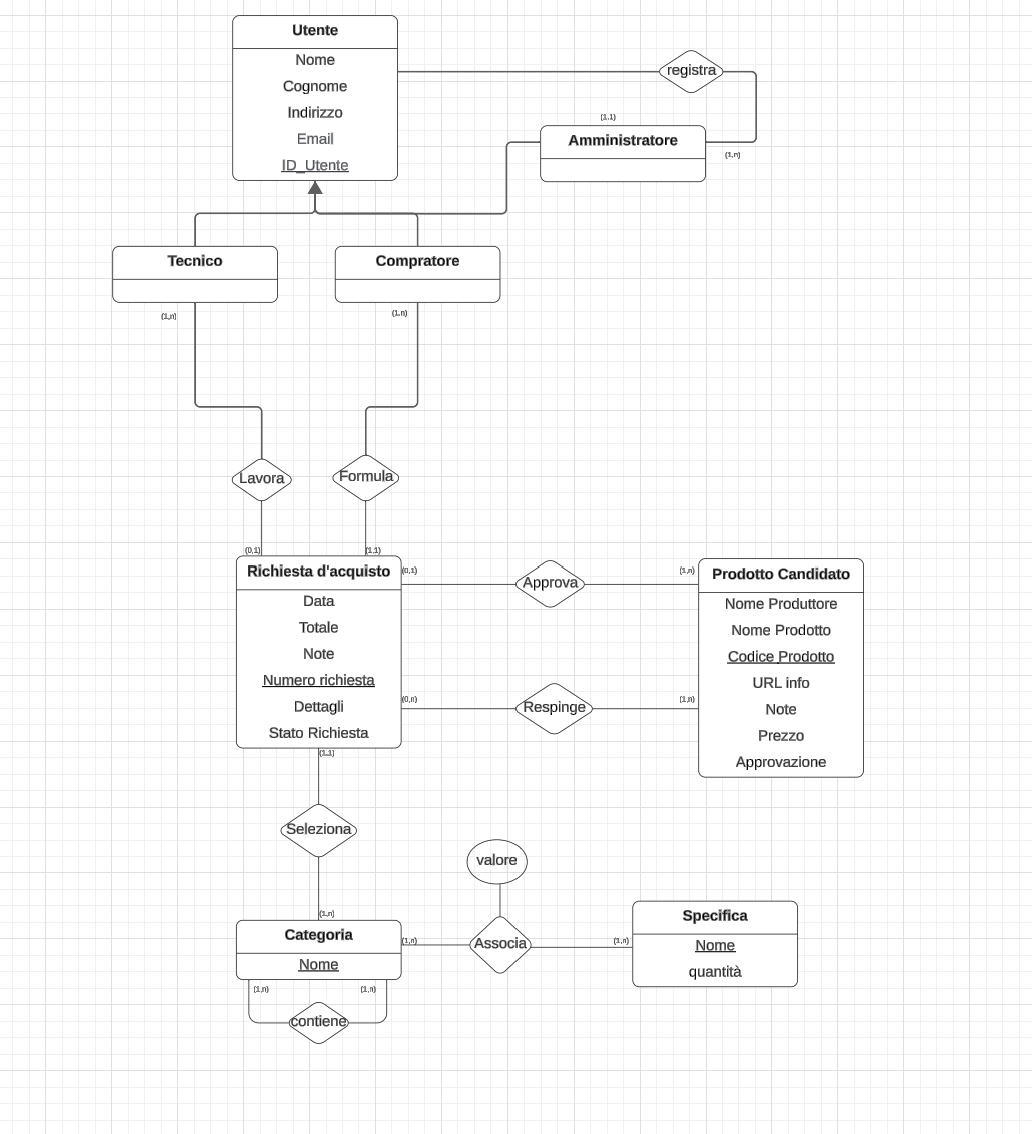 Utente
Nome
Cognome
Indirizzo
Email
ID_Utente
registra
(1,1)
Amministratore
(1,n)
Tecnico
Compratore
(1,n)
(1,n)
Lavora
Formula
(0,1)
(1,1)
Richiesta d'acquisto
Data
Totale
Note
Numero richiesta
Dettagli
Stato Richiesta
(0,1)
Approva
(1,n)
(0,n)
Respinge
(1,n)
Prodotto Candidato
Nome Produttore
Nome Prodotto
Codice Prodotto
URL info
Note
Prezzo
Approvazione
(1,1)
Seleziona
(1,n)
valore
Categoria
Nome
(1,n)
Associa
(1,n)
Specifica
Nome
quantità
(1,n)
(1,n)
contiene